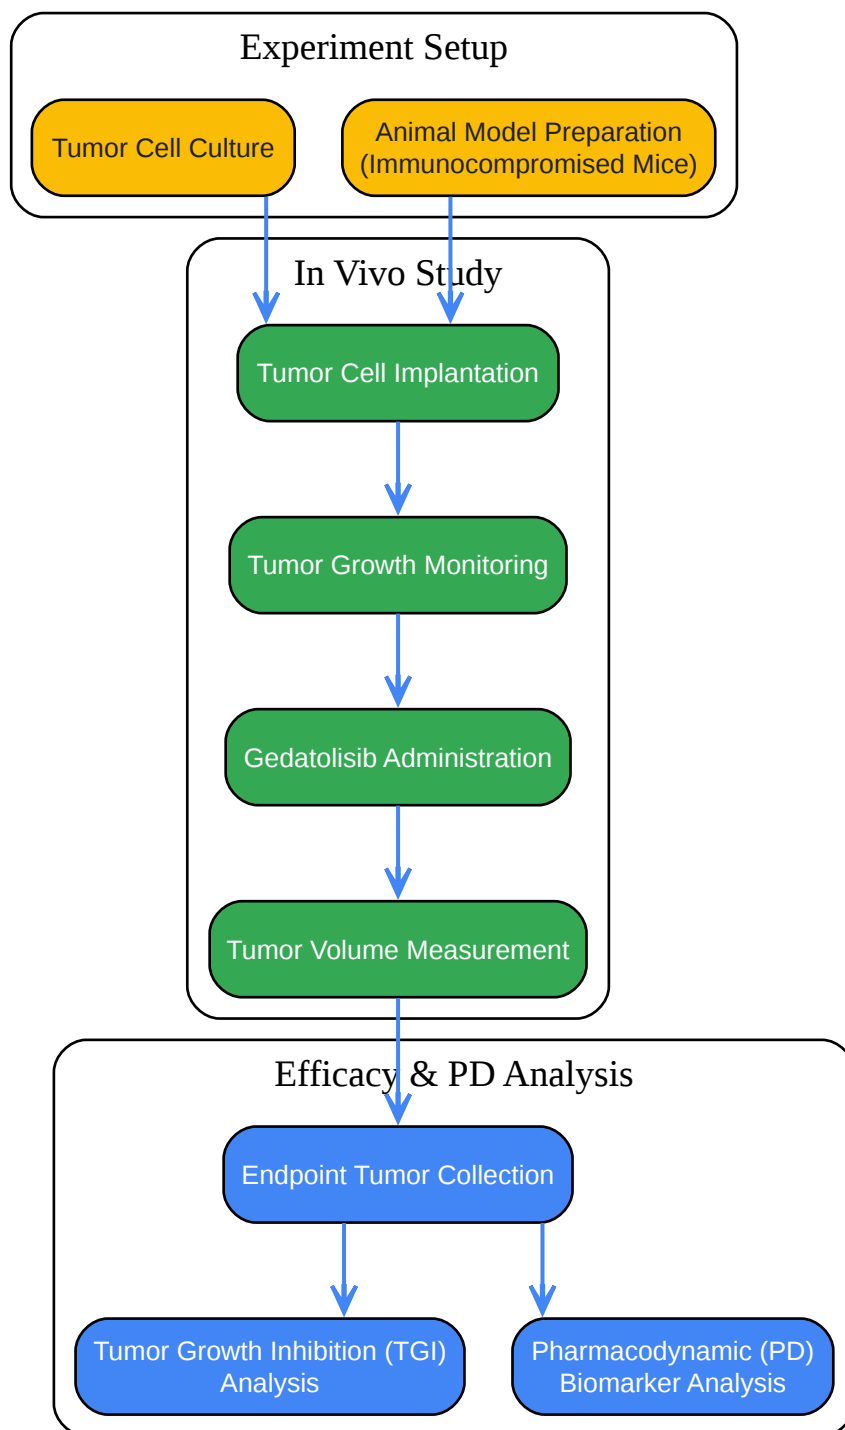 Experiment Setup
Tumor Cell Culture
Animal Model Preparation
(Immunocompromised Mice)
In Vivo Study
Tumor Cell Implantation
Tumor Growth Monitoring
Gedatolisib Administration
Tumor Volume Measurement
Efficacy & PD Analysis
Endpoint Tumor Collection
Tumor Growth Inhibition (TGI)
Analysis
Pharmacodynamic (PD)
Biomarker Analysis